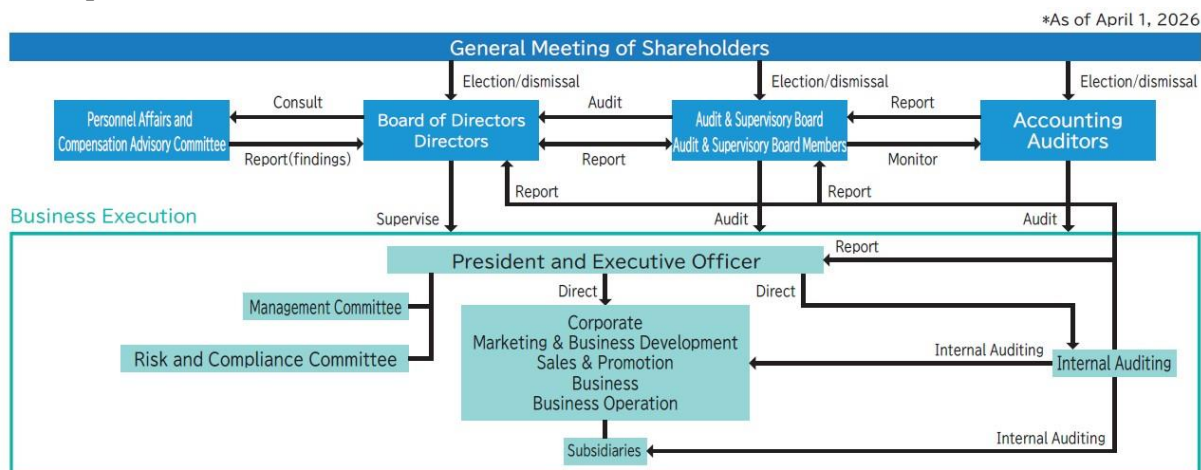 *As of April 1, 2026
General Meeting of Shareholders
Election/dismissal
Election/dismissal
Election/dismissal
Personnel Affairs and
Compensation Advisory Committee
Consult
Report(findings)
Board of Directors
Directors
Audit
Report
Audit & Supervisory Board
Audit & Supervisory Board Members
Report
Monitor
Accounting
Auditors
Report
Report
Business Execution
Supervise
Audit
Audit
President and Executive Officer
Report
Management Committee
Direct
Direct
Risk and Compliance Committee
Corporate
Marketing & Business Development
Sales & Promotion
Business
Business Operation
Internal Auditing
Internal Auditing
Subsidiaries
Internal Auditing